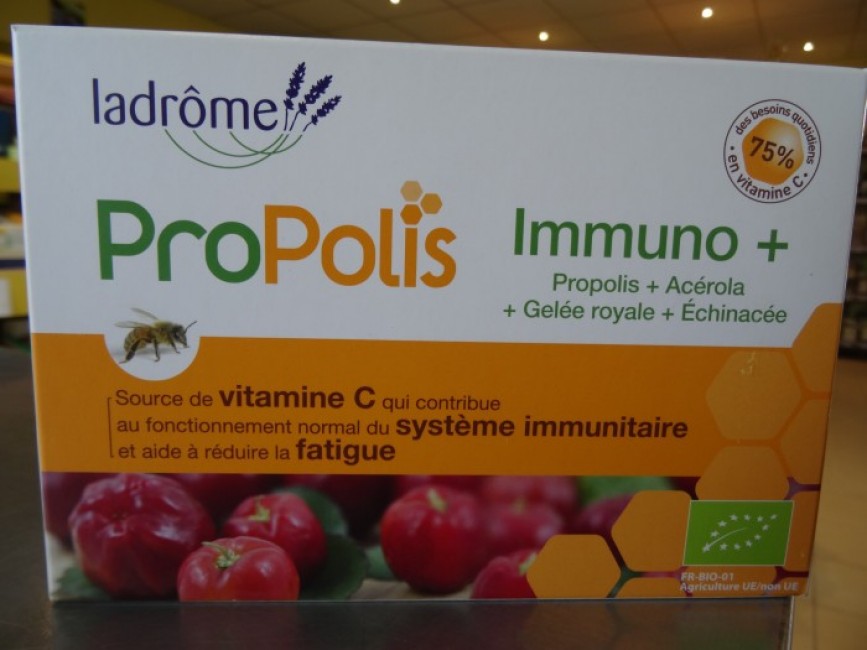 ladrôme
des besoins quotidiens
75%
• en vitamine C •
ProPolis
Immuno +
Propolis + Acérola
+ Gelée royale + Échinacée
Source de vitamine C qui contribue
au fonctionnement normal du système immunitaire
et aide à réduire la fatigue
FR-BIO-01
Agriculture UE/non UE